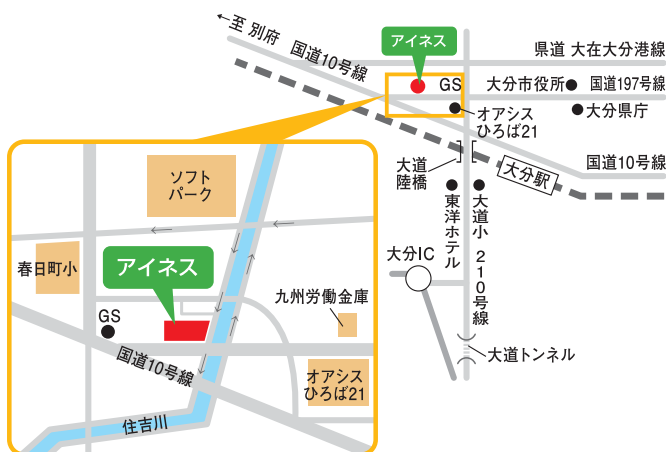 ←至 別府
国道10号線
アイネス
県道 大在大分港線
GS
大分市役所
国道197号線
オアシス
ひろば21
大分県庁
大道
陸橋
大分駅
国道10号線
東洋ホテル
大道小
210号線
大分IC
大道トンネル
ソフト
パーク
春日町小
アイネス
九州労働金庫
GS
国道10号線
オアシス
ひろば21
住吉川